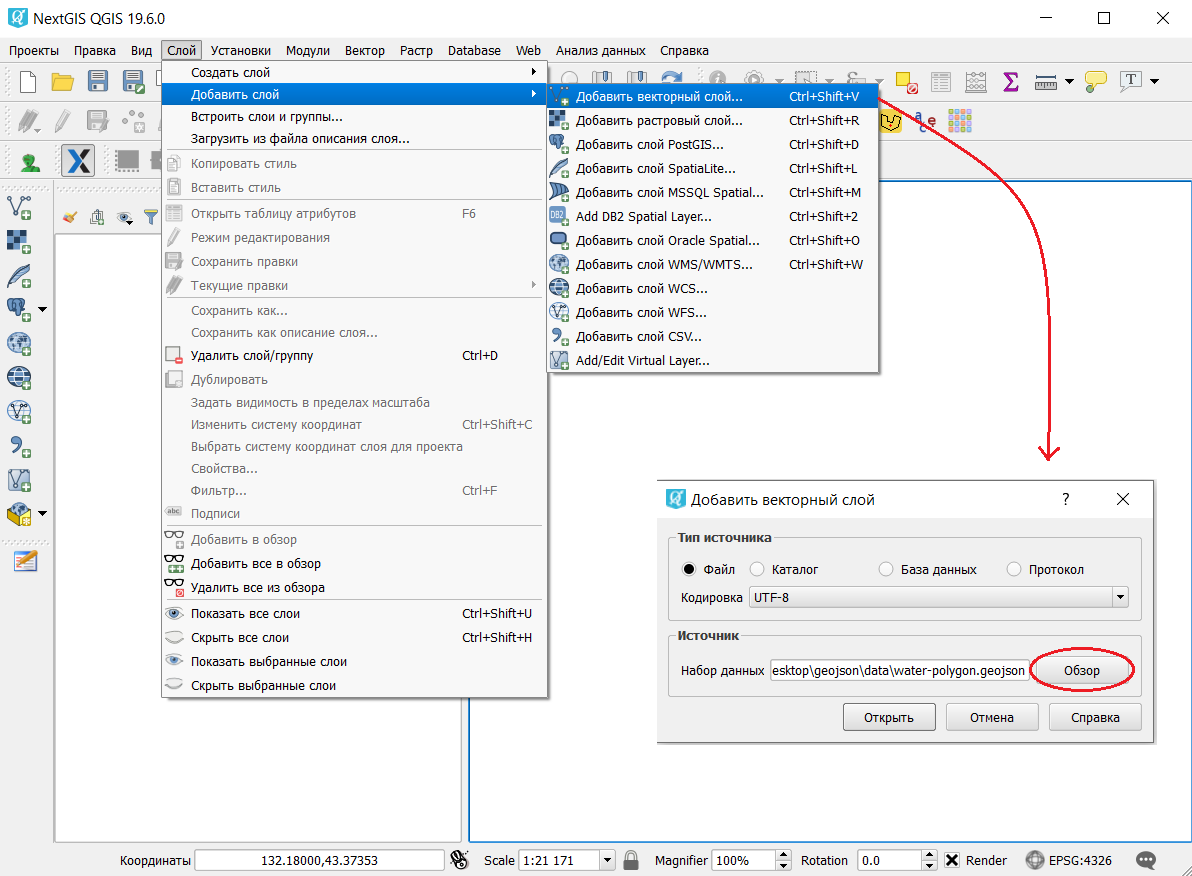 NextGIS QGIS 19.6.0
Проекты Правка Вид Слой Установки Модули Вектор Растр Database Web Анализ данных Справка
Создать слой
Добавить слой
Встроить слои и группы...
Загрузить из файла описания слоя...
Копировать стиль
Вставить стиль
Открыть таблицу атрибутов F6
Режим редактирования
Сохранить правки
Текущие правки
Сохранить как...
Сохранить как описание слоя...
Удалить слой/группу Ctrl+D
Дублировать
Задать видимость в пределах масштаба
Изменить систему координат Ctrl+Shift+C
Выбрать систему координат слоя для проекта
Свойства...
Фильтр... Ctrl+F
abc Подписи
Добавить в обзор
Добавить все в обзор
Удалить все из обзора
Показать все слои Ctrl+Shift+U
Скрыть все слои Ctrl+Shift+H
Показать выбранные слои
Скрыть выбранные слои
Добавить векторный слой... Ctrl+Shift+V
Добавить растровый слой... Ctrl+Shift+R
Добавить слой PostGIS... Ctrl+Shift+D
Добавить слой SpatiaLite... Ctrl+Shift+L
Добавить слой MSSQL Spatial... Ctrl+Shift+M
DB2 Add DB2 Spatial Layer... Ctrl+Shift+2
Добавить слой Oracle Spatial... Ctrl+Shift+O
Добавить слой WMS/WMTS... Ctrl+Shift+W
Добавить слой WCS...
Добавить слой WFS...
Добавить слой CSV...
Add/Edit Virtual Layer...
Добавить векторный слой ?
Тип источника
Файл Каталог База данных Протокол
Кодировка UTF-8
Источник
Набор данных esktop\geojson\data\water-polygon.geojson Обзор
Открыть Отмена Справка
Координаты 132.18000,43.37353 Scale 1:21 171 Magnifier 100% Rotation 0.0 Render EPSG:4326